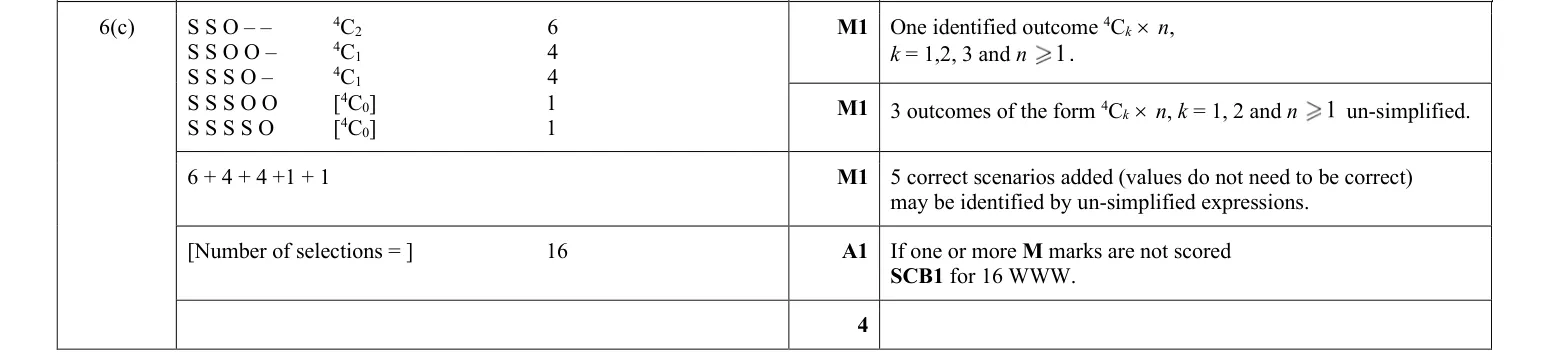 6(c) S S O – – ⁴C₂ 6 M1 One identified outcome ⁴Cₖ × n,
k = 1,2, 3 and n ⩾1.
S S O O – ⁴C₁ 4
S S S O – ⁴C₁ 4
S S S O O [⁴C₀] 1
S S S S O [⁴C₀] 1
M1 3 outcomes of the form ⁴Cₖ × n, k = 1, 2 and n ⩾1 un-simplified.
6 + 4 + 4 +1 + 1 M1 5 correct scenarios added (values do not need to be correct)
may be identified by un-simplified expressions.
[Number of selections = ] 16 A1 If one or more M marks are not scored
SCB1 for 16 WWW.
4